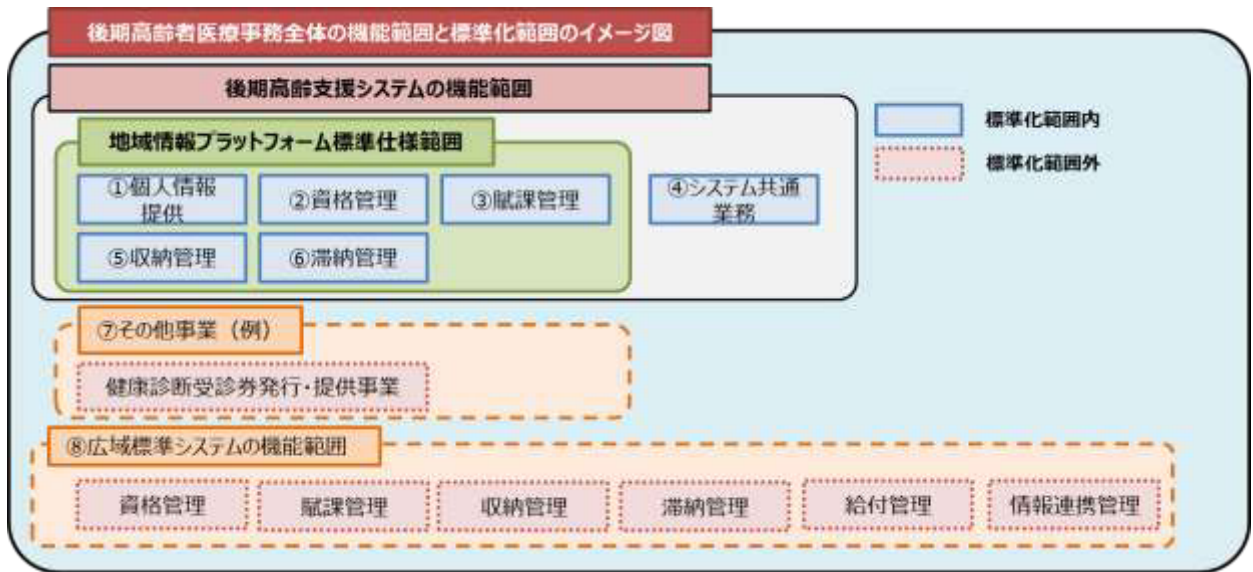 後期高齢者医療事務全体の機能範囲と標準化範囲のイメージ図
後期高齢支援システムの機能範囲
標準化範囲内
標準化範囲外
地域情報プラットフォーム標準仕様範囲
①個人情報
提供
②資格管理
③賦課管理
④システム共通
業務
⑤収納管理
⑥滞納管理
⑦その他事業（例）
健康診断受診券発行・提供事業
⑧広域標準システムの機能範囲
資格管理
賦課管理
収納管理
滞納管理
給付管理
情報連携管理